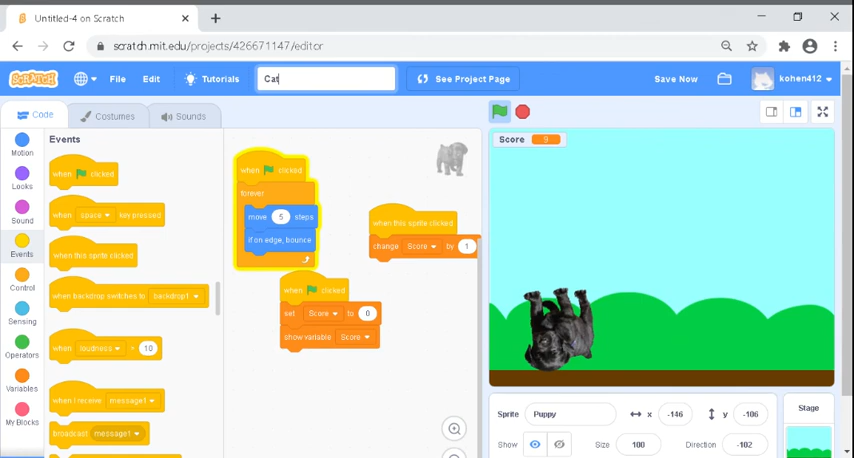 Untitled-4 on Scratch
scratch.mit.edu/projects/426671147/editor
SCRATCH File Edit Tutorials Cat See Project Page Save Now kohen412
Code Costumes Sounds
Motion
Looks
Sound
Events
Control
Sensing
Operators
Variables
My Blocks
Events
when clicked
when space key pressed
when this sprite clicked
when backdrop switches to backdrop1
when loudness > 10
when I receive message1
broadcast message1
when clicked
forever
move 5 steps
if on edge, bounce
when this sprite clicked
change Score by 1
when clicked
set Score to 0
show variable Score
Score 9
Sprite Puppy x -146 y -106
Show Size 100 Direction -102
Stage